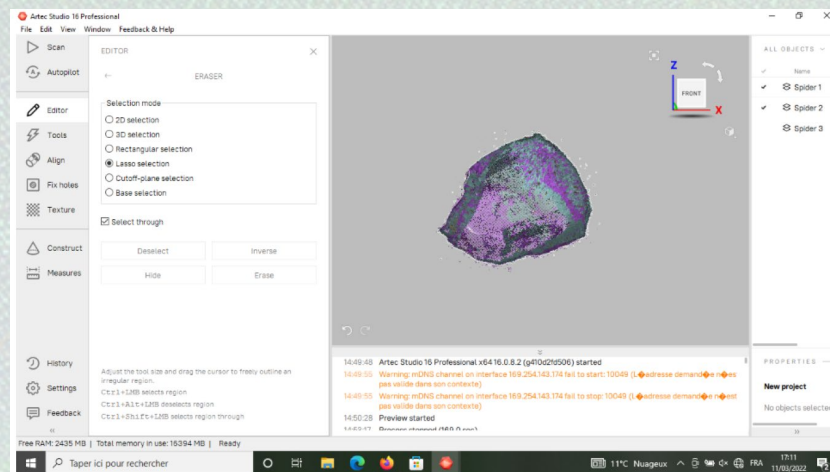 Artec Studio 16 Professional
File Edit View Window Feedback & Help
Scan
Autopilot
Editor
Tools
Align
Fix holes
Texture
Construct
Measures
History
Settings
Feedback
EDITOR
ERASER
Selection mode
2D selection
3D selection
Rectangular selection
Lasso selection
Cutoff-plane selection
Base selection
Select through
Deselect
Inverse
Hide
Erase
Adjust the tool size and drag the cursor to freely outline an
irregular region.
Ctrl+LMB selects region
Ctrl+Alt+LMB deselects region
Ctrl+Shift+LMB selects region through
Z
FRONT
X
14:49:48 Artec Studio 16 Professional x64 16.0.8.2 (g410d2fd506) started
14:49:55 Warning: mDNS channel on interface 169.254.143.174 fail to start: 10049 (L�adresse demand�e n�es
pas valide dans son contexte)
14:49:55 Warning: mDNS channel on interface 169.254.143.174 fail to stop: 10049 (L�adresse demand�e n�es
pas valide dans son contexte)
14:50:28 Preview started
ALL OBJECTS
Name
Spider 1
Spider 2
Spider 3
PROPERTIES
New project
No objects selected
Free RAM: 2435 MB | Total memory in use: 16394 MB | Ready
Taper ici pour rechercher
11°C Nuageux
FRA
17:11
11/03/2022